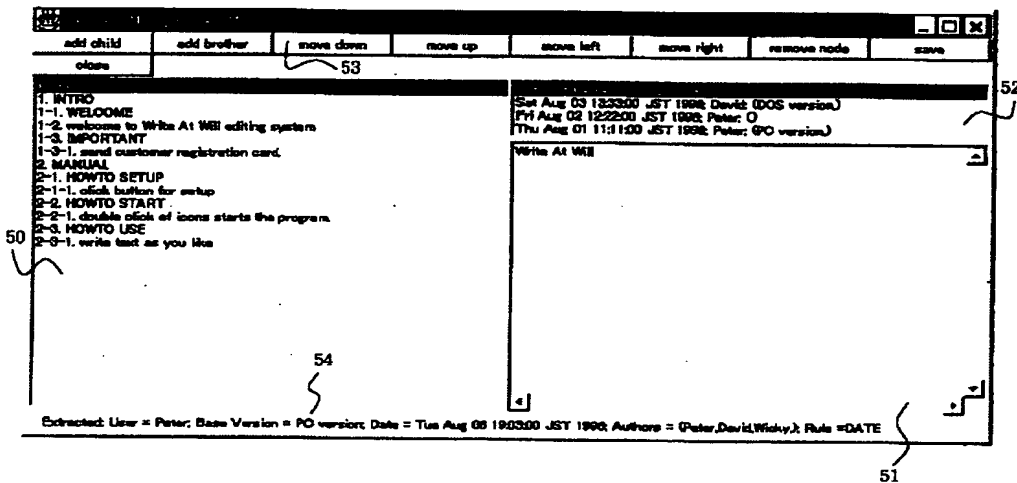 add child add brother move down move up move left move right remove node save
close
53
52
1. INTRO
1-1. WELCOME
1-2. welcome to Write At Will editing system
1-3. IMPORTANT
1-3-1. send customer registration card.
2. MANUAL
2-1. HOWTO SETUP
2-1-1. click button for setup
2-2. HOWTO START
2-2-1. double click of icons starts the program.
2-3. HOWTO USE
2-3-1. write text as you like
50
Sat Aug 03 13:33:00 JST 1996; David; (DOS version,)
Fri Aug 02 12:22:00 JST 1996; Peter; ()
Thu Aug 01 11:11:00 JST 1996; Peter; (PC version,)
Write At Will
54
Extracted: User = Peter; Base Version = PC version; Date = Tue Aug 06 19:03:00 JST 1996; Authors = (Peter,David,Wicky,); Rule =DATE
51